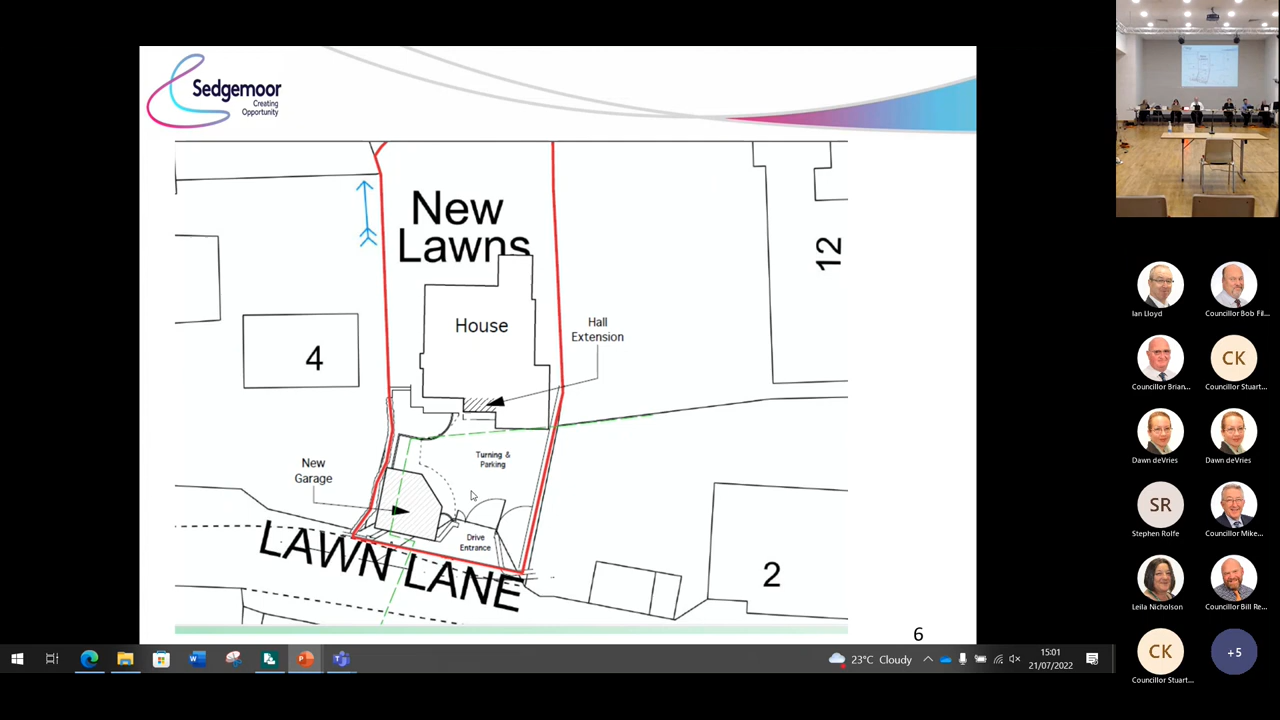 Sedgemoor
Creating
Opportunity
New
Lawns
House
Hall
Extension
12
4
New
Garage
Turning &
Parking
Drive
Entrance
LAWN LANE
2
6
Ian Lloyd
Councillor Bob Fil...
Councillor Brian...
CK
Councillor Stuart...
Dawn deVries
Dawn deVries
SR
Stephen Rolfe
Councillor Mike...
Leila Nicholson
Councillor Bill Re...
CK
Councillor Stuart...
+5
23°C Cloudy
15:01
21/07/2022